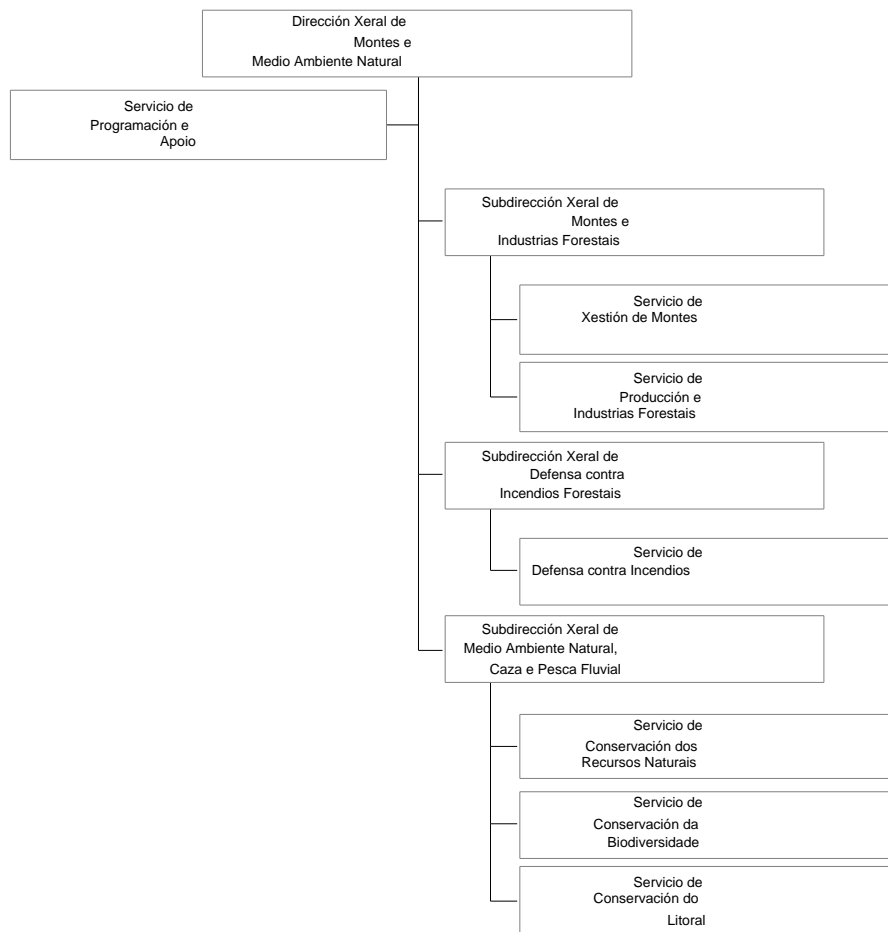 Dirección Xeral de
Montes e
Medio Ambiente Natural
Servicio de
Programación e
Apoio
Subdirección Xeral de
Montes e
Industrias Forestais
Servicio de
Xestión de Montes
Servicio de
Producción e
Industrias Forestais
Subdirección Xeral de
Defensa contra
Incendios Forestais
Servicio de
Defensa contra Incendios
Subdirección Xeral de
Medio Ambiente Natural,
Caza e Pesca Fluvial
Servicio de
Conservación dos
Recursos Naturais
Servicio de
Conservación da
Biodiversidade
Servicio de
Conservación do
Litoral